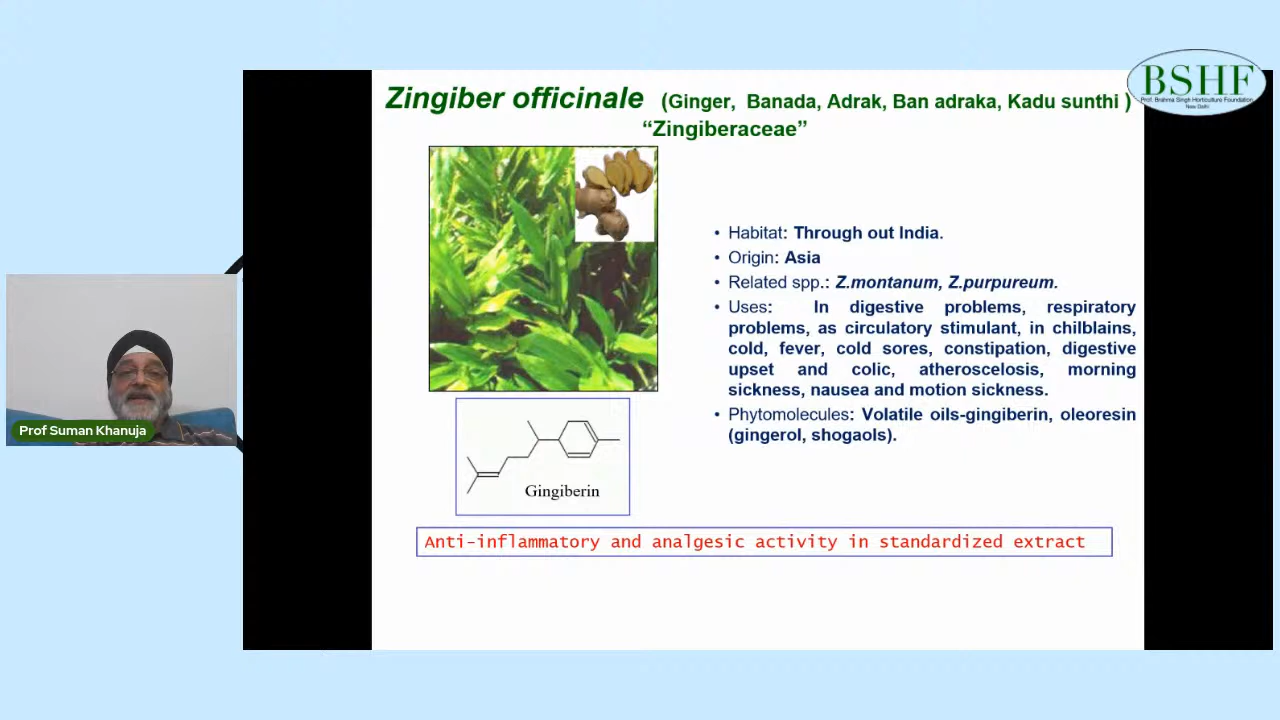 BSHF
Prof. Brahma Singh Horticulture Foundation
New Delhi
Zingiber officinale (Ginger, Banada, Adrak, Ban adraka, Kadu sunthi )
“Zingiberaceae”
• Habitat: Through out India.
• Origin: Asia
• Related spp.: Z.montanum, Z.purpureum.
• Uses: In digestive problems, respiratory
problems, as circulatory stimulant, in chilblains,
cold, fever, cold sores, constipation, digestive
upset and colic, atheroscelosis, morning
sickness, nausea and motion sickness.
• Phytomolecules: Volatile oils-gingiberin, oleoresin
(gingerol, shogaols).
Prof Suman Khanuja
Gingiberin
Anti-inflammatory and analgesic activity in standardized extract